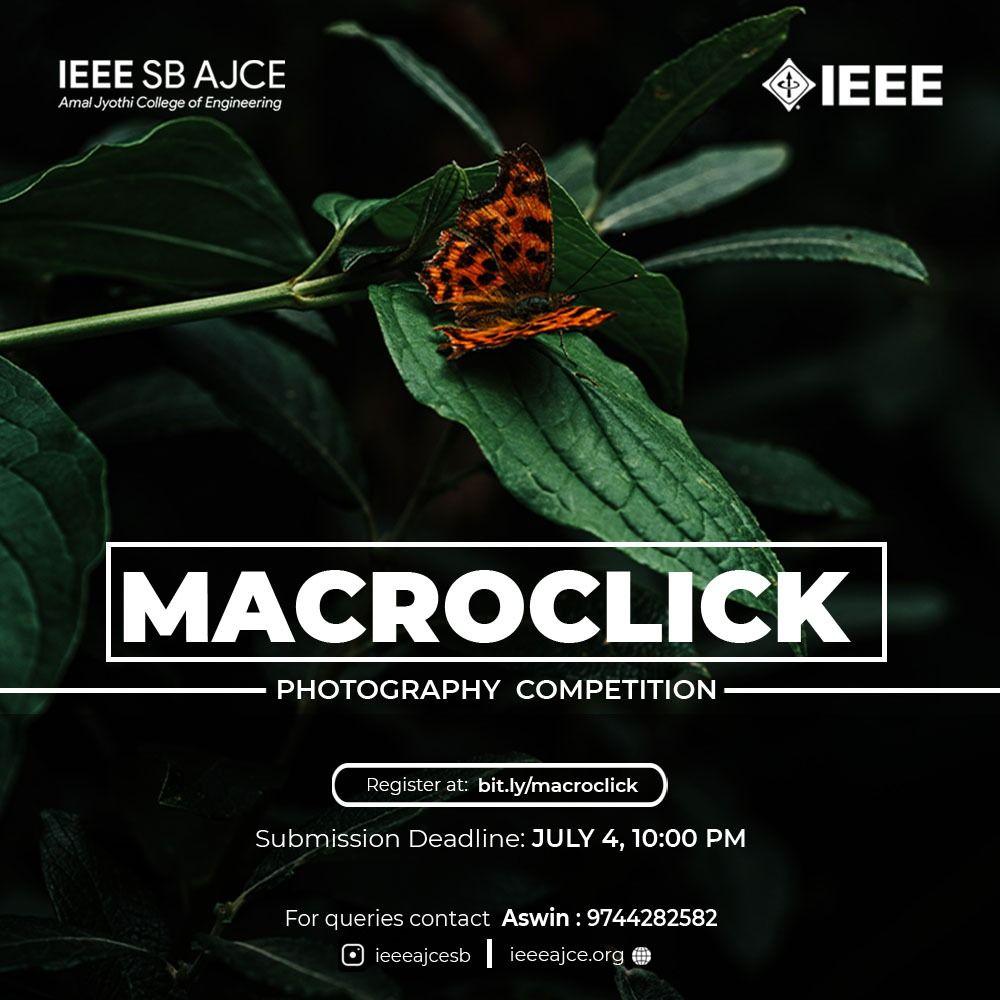 IEEE SB AJCE
Amal Jyothi College of Engineering
IEEE
MACROCLICK
PHOTOGRAPHY COMPETITION
Register at: bit.ly/macroclick
Submission Deadline: JULY 4, 10:00 PM
For queries contact Aswin : 9744282582
ieeeajcesb | ieeeajce.org